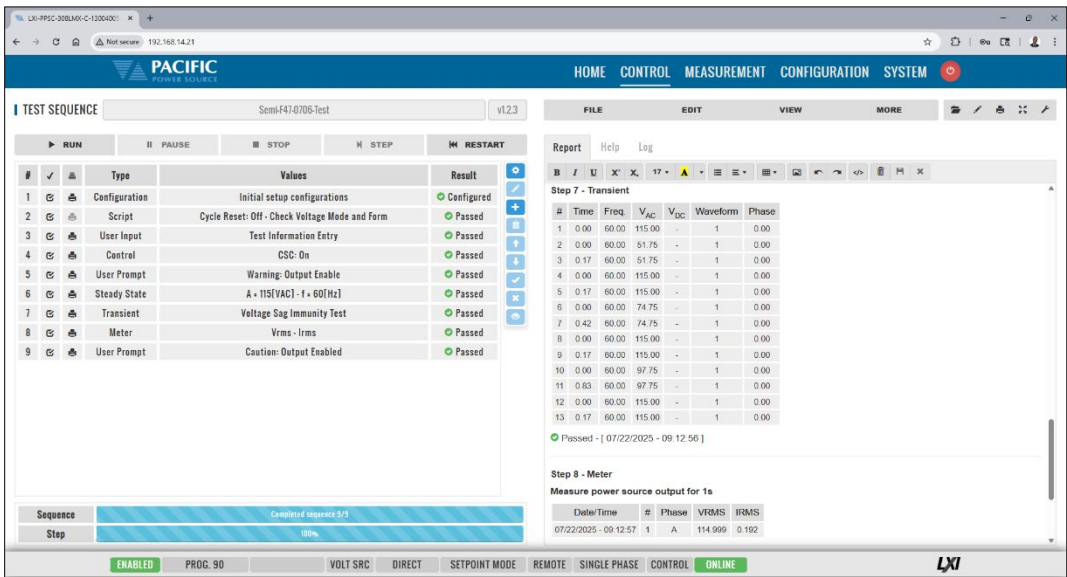 LXI-PPSC-308LMX-C-13004005
Not secure 192.168.14.21
PACIFIC
POWER SOURCE
HOME CONTROL MEASUREMENT CONFIGURATION SYSTEM
TEST SEQUENCE Semi-F47-0706-Test v1.2.3
RUN PAUSE STOP STEP RESTART
# Type Values Result
1 Configuration Initial setup configurations Configured
2 Script Cycle Reset: Off - Check Voltage Mode and Form Passed
3 User Input Test Information Entry Passed
4 Control CSC: On Passed
5 User Prompt Warning: Output Enable Passed
6 Steady State A = 115[VAC] - f = 60[Hz] Passed
7 Transient Voltage Sag Immunity Test Passed
8 Meter Vrms - Irms Passed
9 User Prompt Caution: Output Enabled Passed
Sequence Completed sequence 9/9
Step 100%
FILE EDIT VIEW MORE
Report Help Log
B I U X² X₂ 17 A
Step 7 - Transient
# Time Freq. VAC VDC Waveform Phase
1 0.00 60.00 115.00 - 1 0.00
2 0.00 60.00 51.75 - 1 0.00
3 0.17 60.00 51.75 - 1 0.00
4 0.00 60.00 115.00 - 1 0.00
5 0.17 60.00 115.00 - 1 0.00
6 0.00 60.00 74.75 - 1 0.00
7 0.42 60.00 74.75 - 1 0.00
8 0.00 60.00 115.00 - 1 0.00
9 0.17 60.00 115.00 - 1 0.00
10 0.00 60.00 97.75 - 1 0.00
11 0.83 60.00 97.75 - 1 0.00
12 0.00 60.00 115.00 - 1 0.00
13 0.17 60.00 115.00 - 1 0.00
Passed - [ 07/22/2025 - 09:12:56 ]
Step 8 - Meter
Measure power source output for 1s
Date/Time # Phase VRMS IRMS
07/22/2025 - 09:12:57 1 A 114.999 0.192
ENABLED PROG. 90 VOLT SRC DIRECT SETPOINT MODE REMOTE SINGLE PHASE CONTROL ONLINE LXI